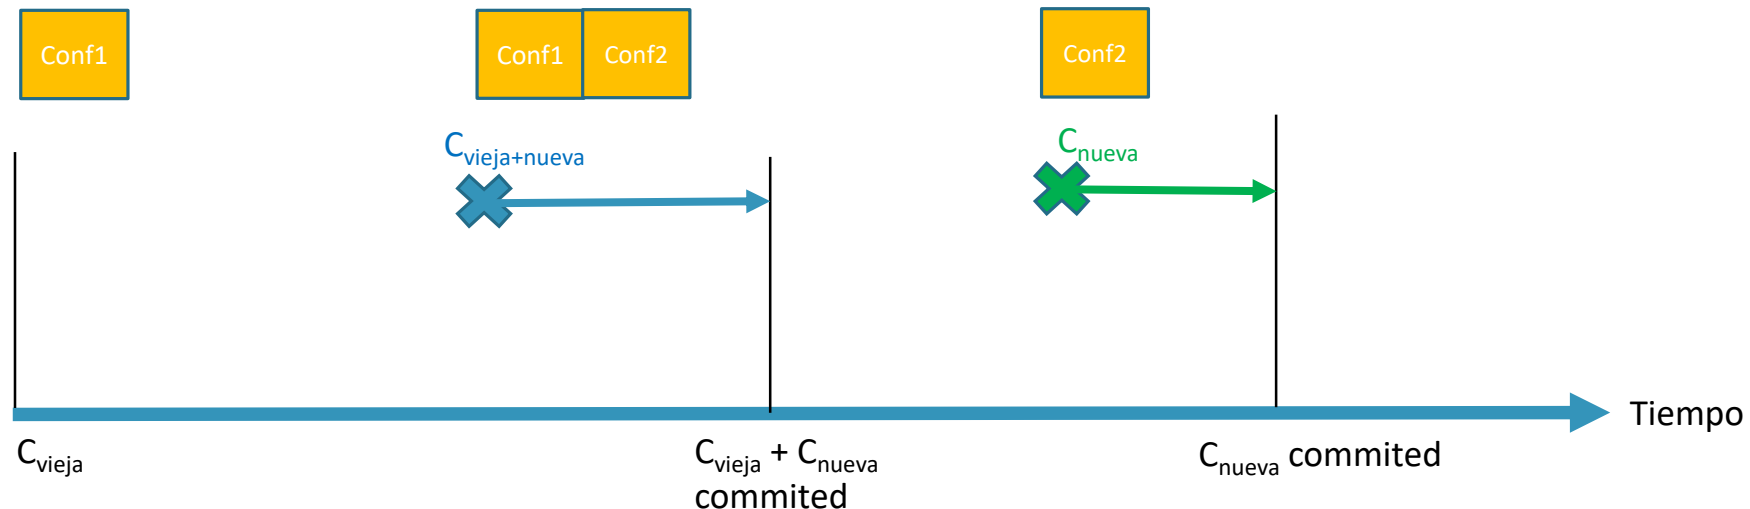 Conf1
Conf1 Conf2
Conf2
Cvieja+nueva
Cnueva
Tiempo
Cvieja
Cvieja + Cnueva
commited
Cnueva commited